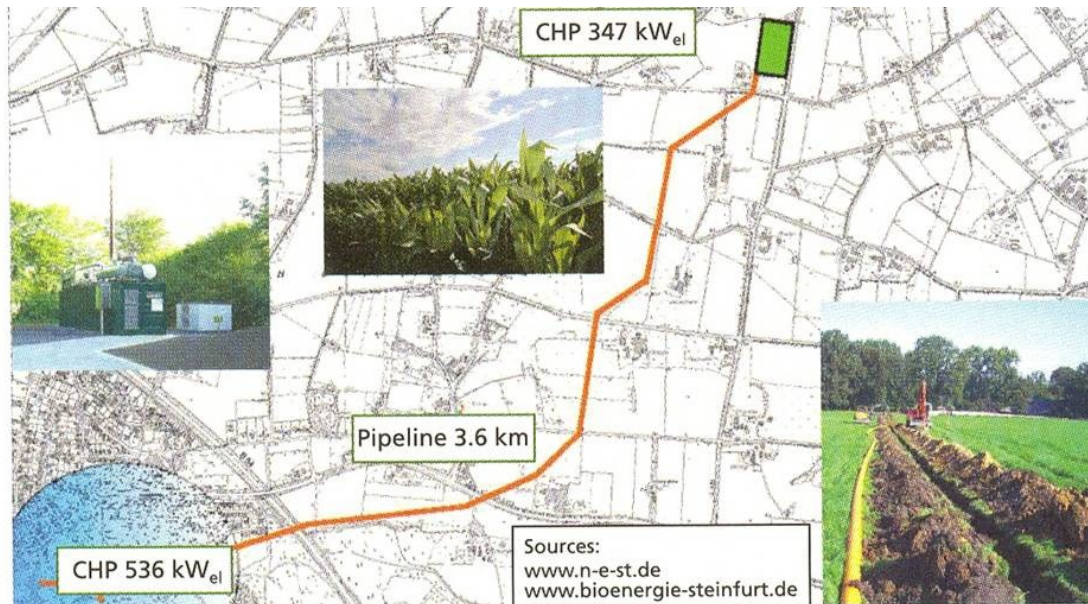 CHP 347 kWel
Pipeline 3.6 km
CHP 536 kWel
Sources:
www.n-e-st.de
www.bioenergie-steinfurt.de